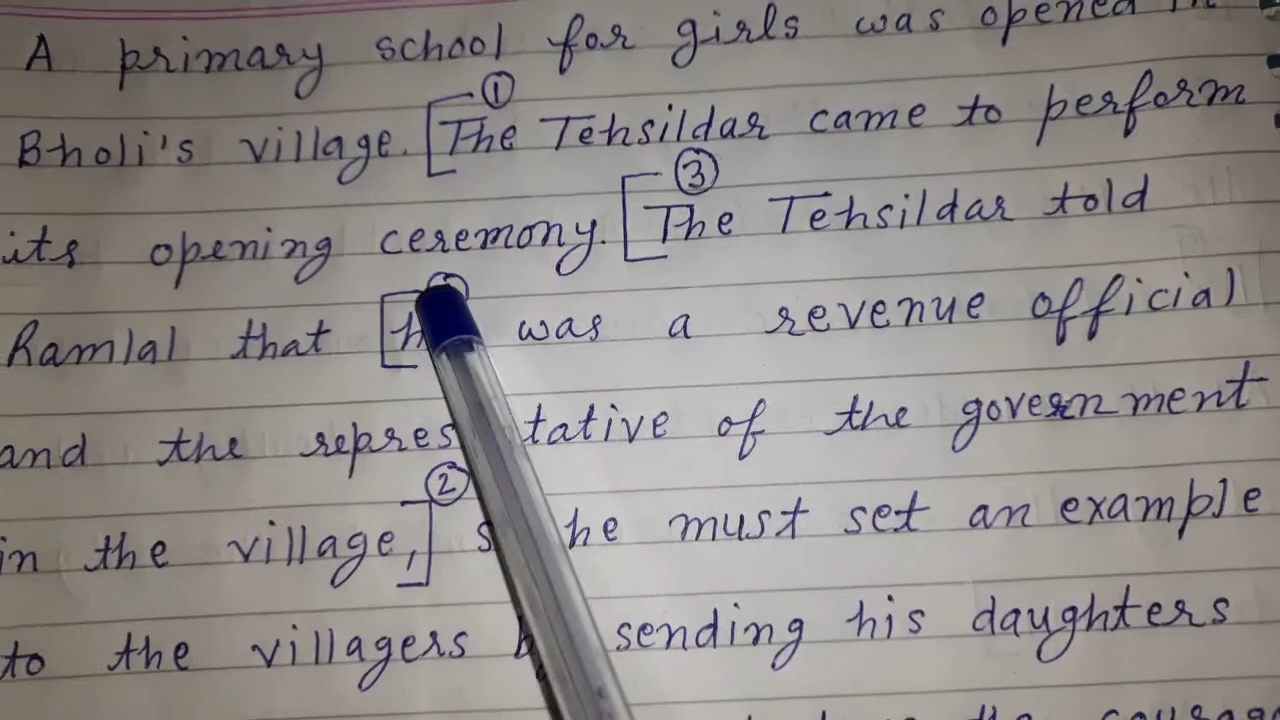 A primary school for girls was opened in
①
Bholi's village. [The Tehsildar came to perform
③
its opening ceremony. [The Tehsildar told
Ramlal that [ was a revenue official
and the tative of the government
②
in the village,] he must set an example
to the villagers sending his daughters